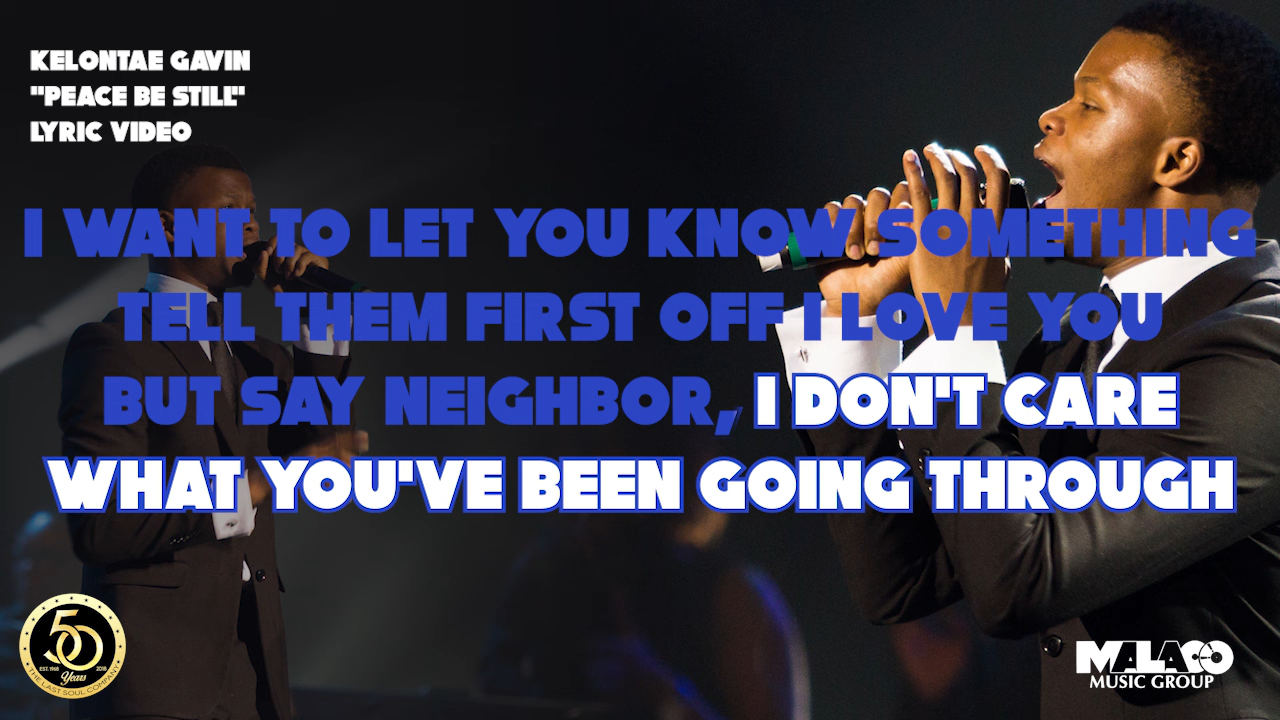 KELONTAE GAVIN
"PEACE BE STILL"
LYRIC VIDEO
I WANT TO LET YOU KNOW SOMETHING
TELL THEM FIRST OFF I LOVE YOU
BUT SAY NEIGHBOR, I DON'T CARE
WHAT YOU'VE BEEN GOING THROUGH
50
EST. 1968
2018
Years
THE LAST SOUL COMPANY
MALACO
MUSIC GROUP